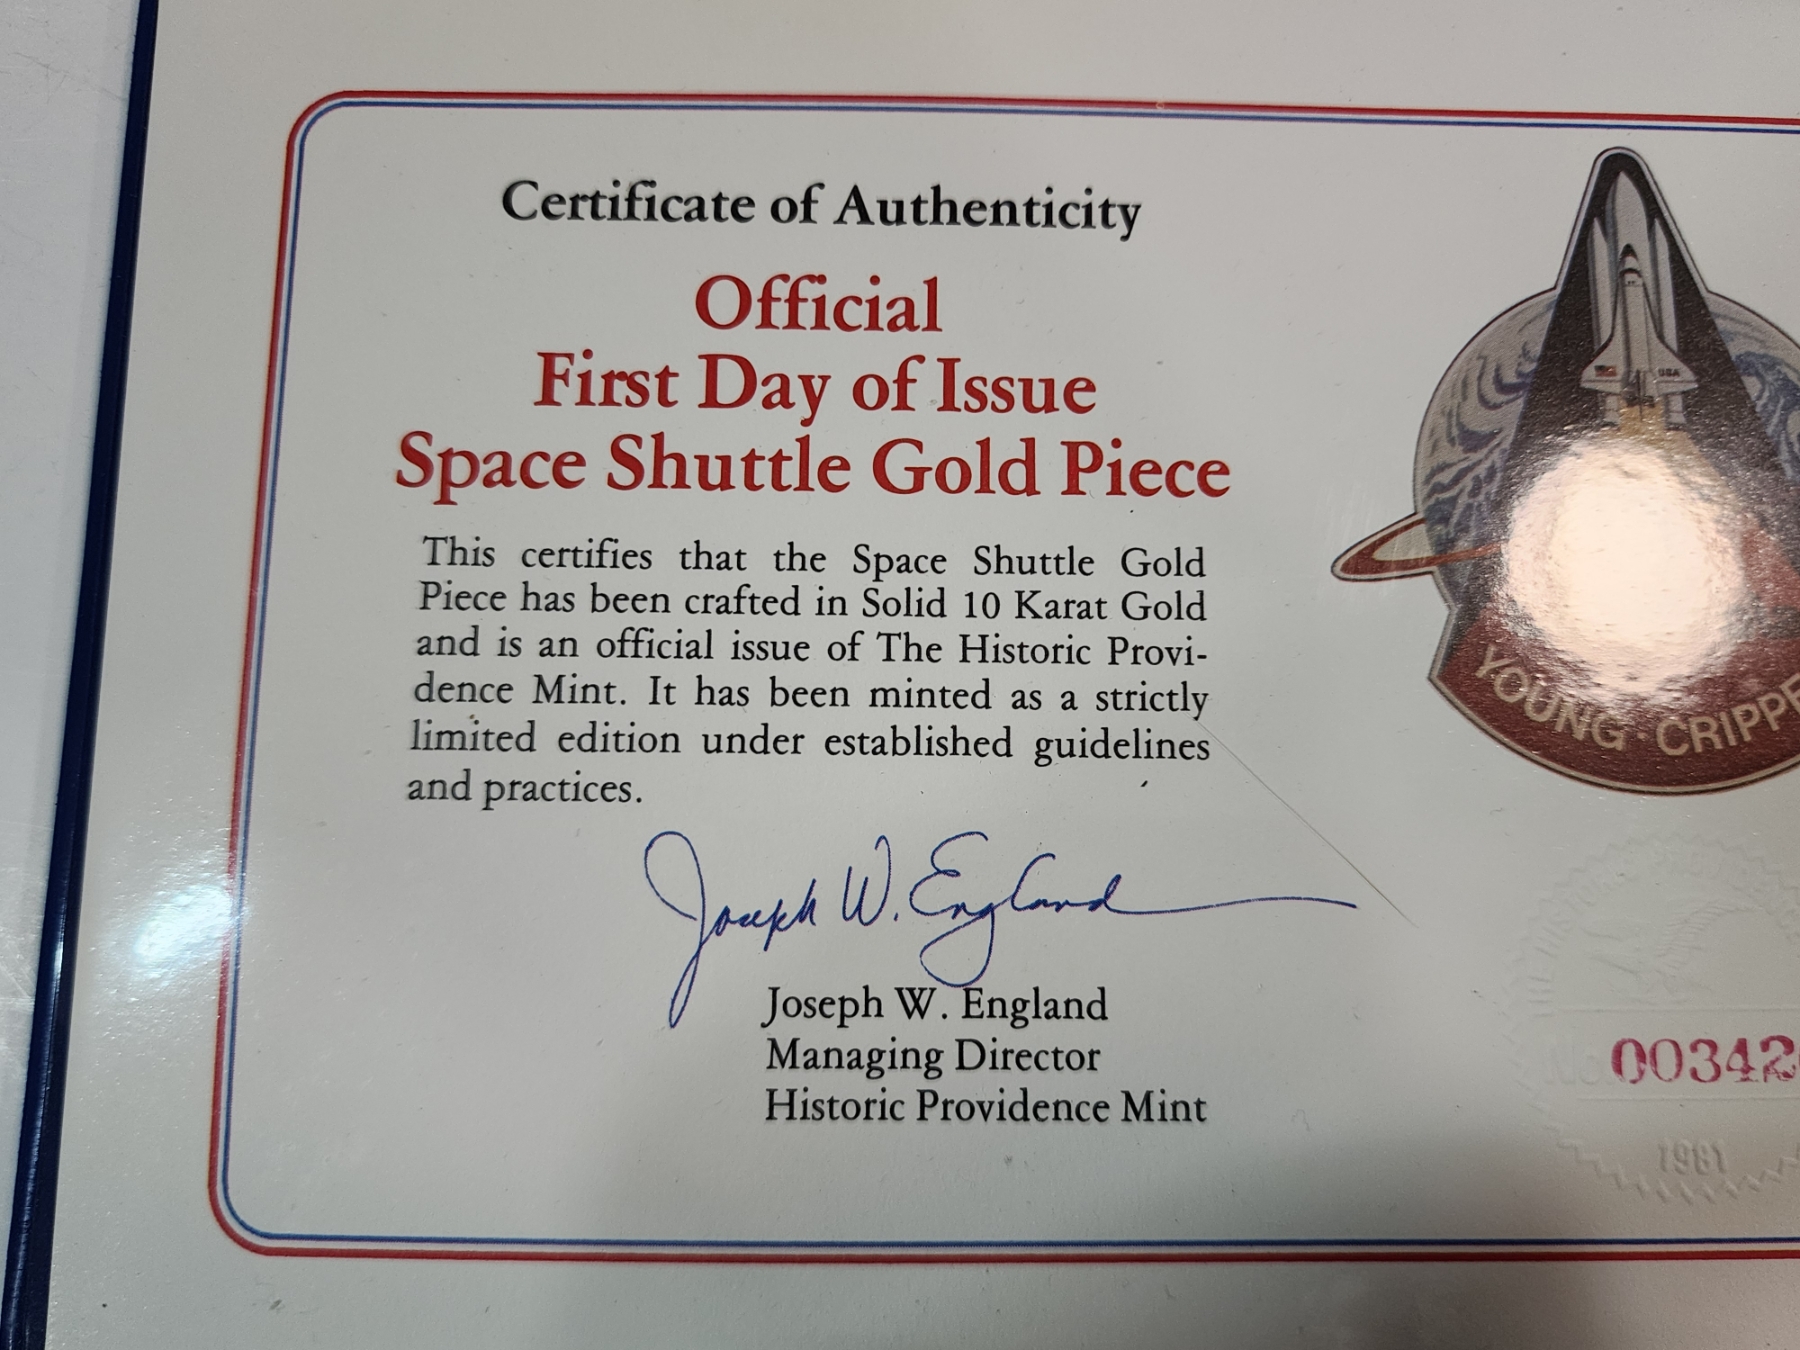 Certificate of Authenticity
Official
First Day of Issue
Space Shuttle Gold Piece
This certifies that the Space Shuttle Gold
Piece has been crafted in Solid 10 Karat Gold
and is an official issue of The Historic Provi-
dence Mint. It has been minted as a strictly
limited edition under established guidelines
and practices.
Joseph W. England
Joseph W. England
Managing Director
Historic Providence Mint
USA
YOUNG · CRIPPE
No. 00342
1981